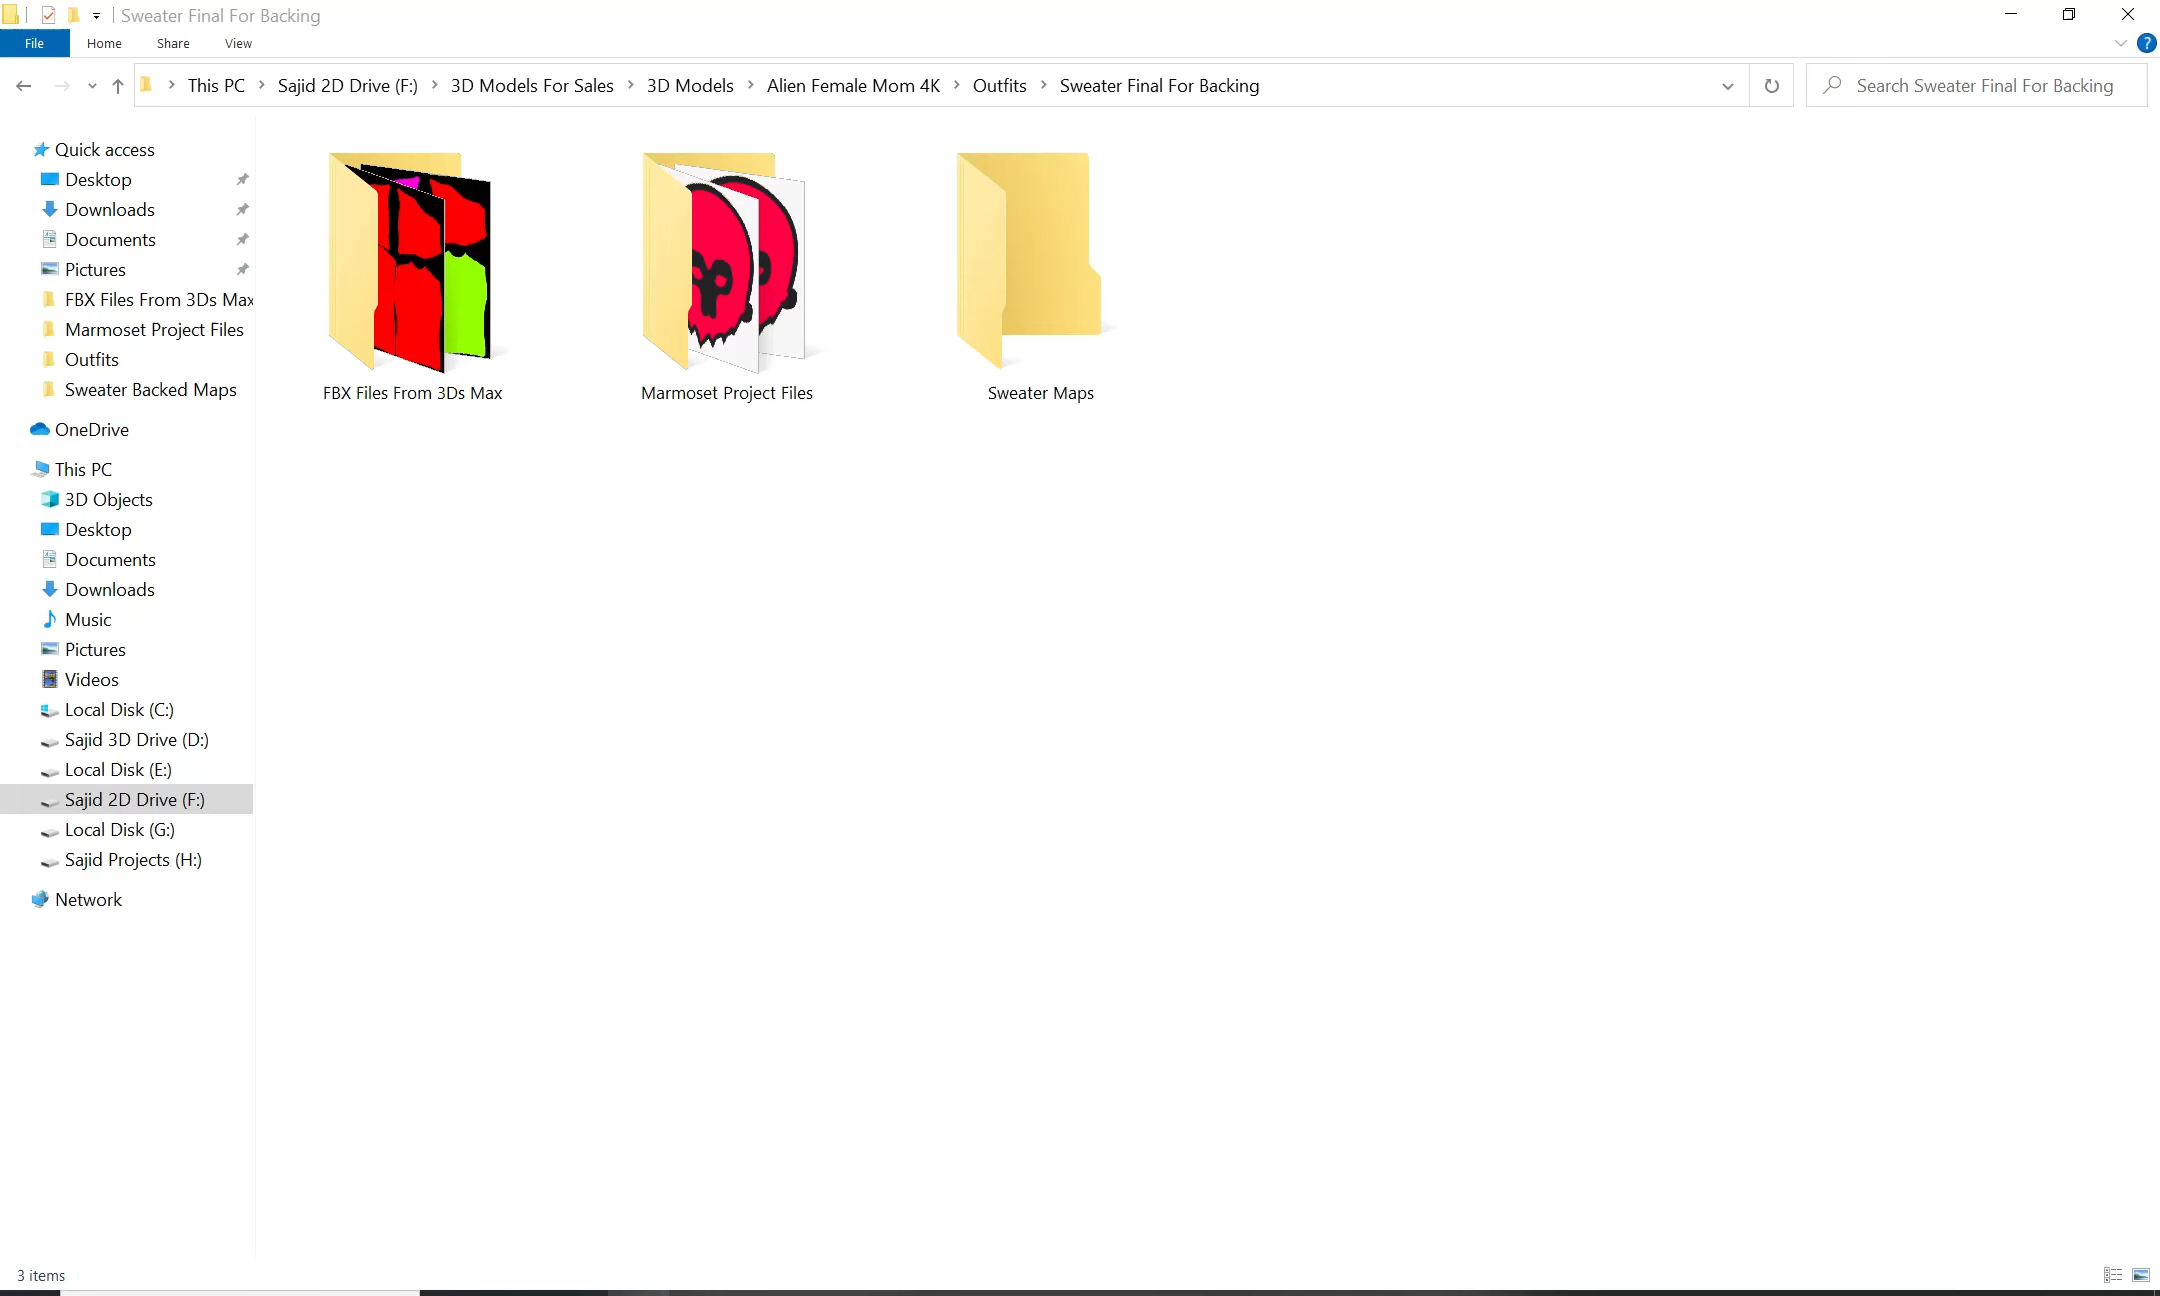 Sweater Final For Backing
File Home Share View
This PC Sajid 2D Drive (F:) 3D Models For Sales 3D Models Alien Female Mom 4K Outfits Sweater Final For Backing
Search Sweater Final For Backing
Quick access
Desktop
Downloads
Documents
Pictures
FBX Files From 3Ds Max
Marmoset Project Files
Outfits
Sweater Backed Maps
OneDrive
This PC
3D Objects
Desktop
Documents
Downloads
Music
Pictures
Videos
Local Disk (C:)
Sajid 3D Drive (D:)
Local Disk (E:)
Sajid 2D Drive (F:)
Local Disk (G:)
Sajid Projects (H:)
Network
FBX Files From 3Ds Max
Marmoset Project Files
Sweater Maps
3 items